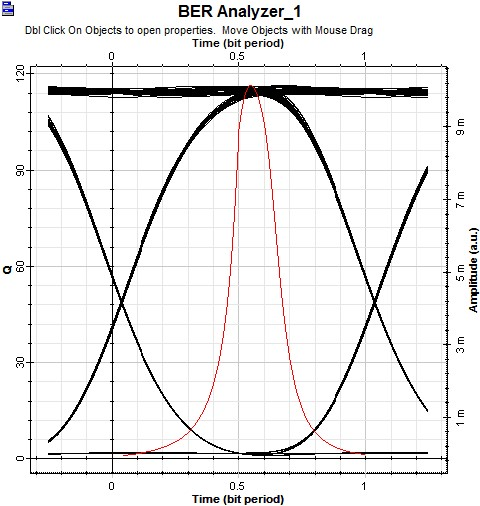 BER Analyzer_1
Dbl Click On Objects to open properties. Move Objects with Mouse Drag
Time (bit period)
0 0.5 1
120
90
60
30
0
Q
9 m
7 m
5 m
3 m
1 m
Amplitude (a.u.)
0 0.5 1
Time (bit period)